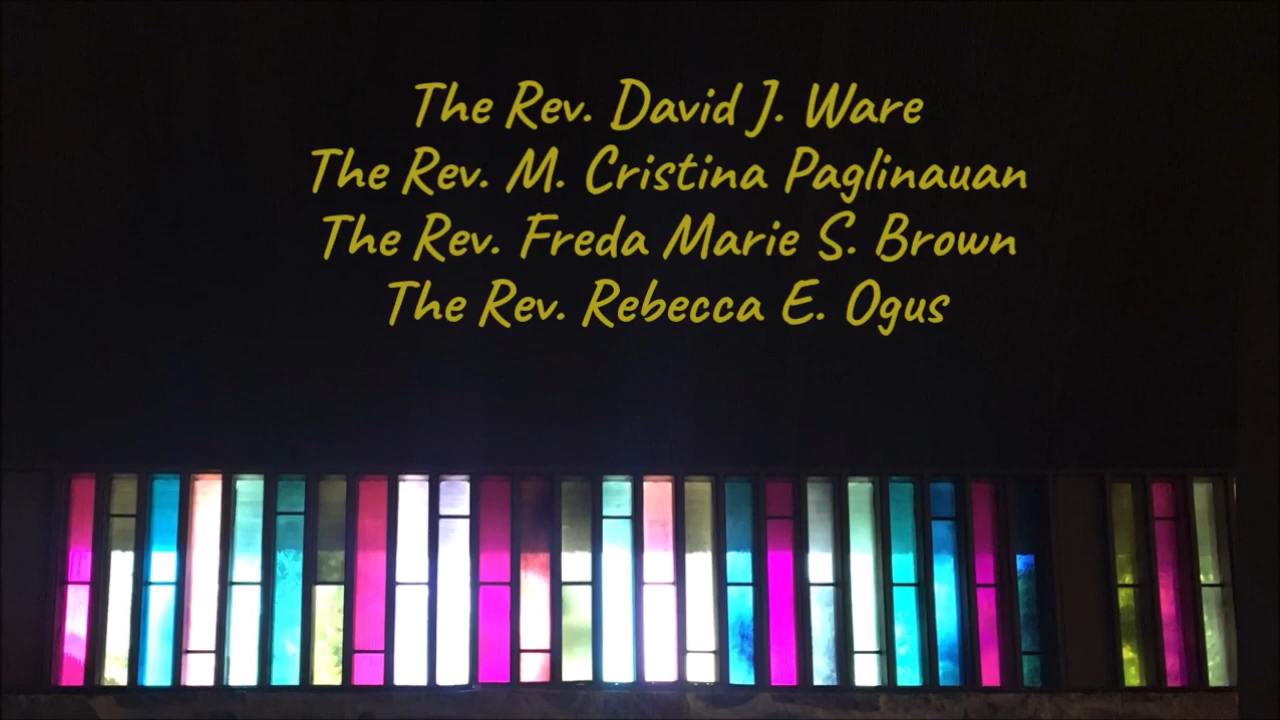 The Rev. David J. Ware
The Rev. M. Cristina Paglinauan
The Rev. Freda Marie S. Brown
The Rev. Rebecca E. Ogus